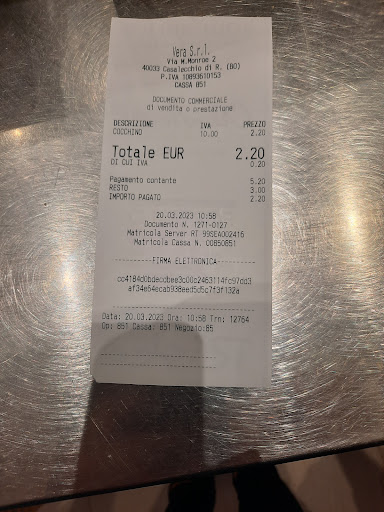 Vera S.r.l.
Via M.Monroe 2
40033 Casalecchio di R. (BO)
P.IVA 10893610153
CASSA 851
DOCUMENTO COMMERCIALE
di vendita o prestazione
DESCRIZIONE IVA PREZZO
COCCHINO 10.00 2.20
Totale EUR 2.20
DI CUI IVA 0.20
Pagamento contante 5.20
RESTO 3.00
IMPORTO PAGATO 2.20
20.03.2023 10:58
Documento N. 1271-0127
Matricola Server RT 99SEA002416
Matricola Cassa N. 00850851
----------FIRMA ELETTRONICA----------
Data: 20.03.2023 Ora: 10:58 Trn: 12764
Op: 851 Cassa: 851 Negozio:85